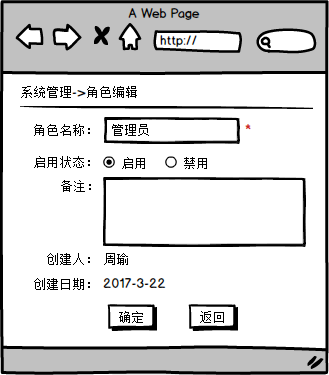 A Web Page
http://
系统管理->角色编辑
角色名称： 管理员 *
启用状态： 启用 禁用
备注：
创建人： 周瑜
创建日期： 2017-3-22
确定 返回